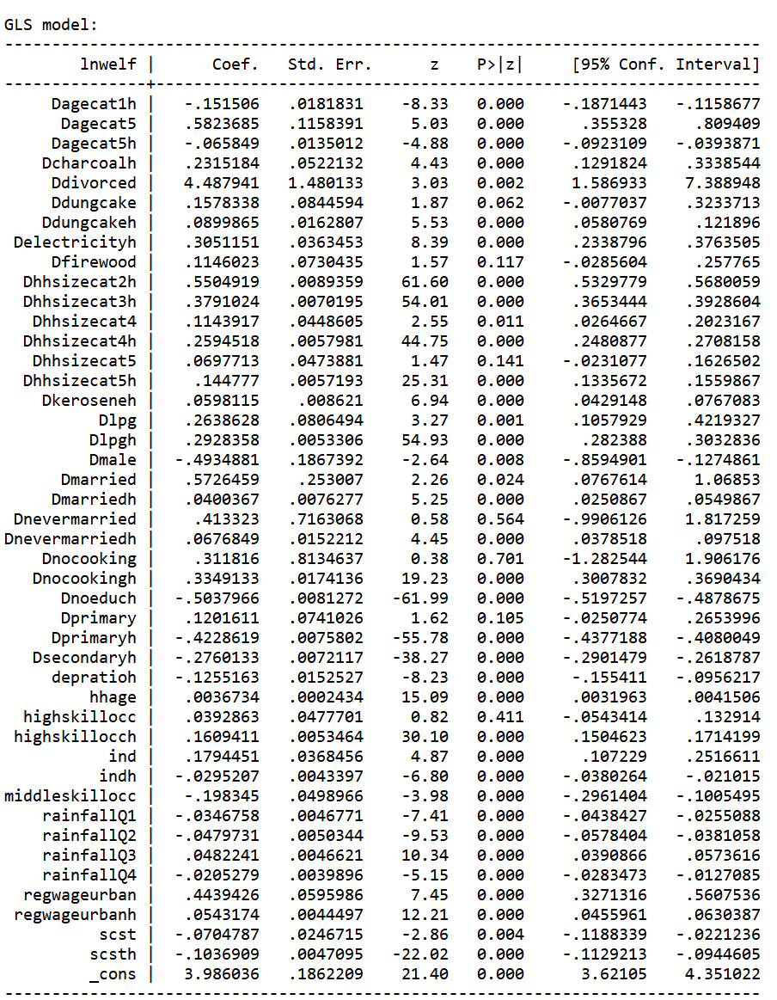 GLS model:
------------------------------------------------------------------------------
      lnwelf |      Coef.   Std. Err.      z    P>|z|     [95% Conf. Interval]
-------------+----------------------------------------------------------------
    Dagecat1h |   -.151506   .0181831    -8.33   0.000    -.1871443   -.1158677
     Dagecat5 |   .5823685   .1158391     5.03   0.000      .355328     .809409
    Dagecat5h |   -.065849   .0135012    -4.88   0.000    -.0923109   -.0393871
   Dcharcoalh |   .2315184   .0522132     4.43   0.000     .1291824    .3338544
    Ddivorced |   4.487941   1.480133     3.03   0.002     1.586933    7.388948
    Ddungcake |   .1578338   .0844594     1.87   0.062    -.0077037    .3233713
   Ddungcakeh |   .0899865   .0162807     5.53   0.000     .0580769     .121896
Delectricityh |   .3051151   .0363453     8.39   0.000     .2338796    .3763505
    Dfirewood |   .1146023   .0730435     1.57   0.117    -.0285604     .257765
 Dhhsizecat2h |   .5504919   .0089359    61.60   0.000     .5329779    .5680059
 Dhhsizecat3h |   .3791024   .0070195    54.01   0.000     .3653444    .3928604
  Dhhsizecat4 |   .1143917   .0448605     2.55   0.011     .0264667    .2023167
 Dhhsizecat4h |   .2594518   .0057981    44.75   0.000     .2480877    .2708158
  Dhhsizecat5 |   .0697713   .0473881     1.47   0.141    -.0231077    .1626502
 Dhhsizecat5h |    .144777   .0057193    25.31   0.000     .1335672    .1559867
   Dkeroseneh |   .0598115    .008621     6.94   0.000     .0429148    .0767083
         Dlpg |   .2638628   .0806494     3.27   0.001     .1057929    .4219327
        Dlpgh |   .2928358   .0053306    54.93   0.000      .282388    .3032836
        Dmale |  -.4934881   .1867392    -2.64   0.008    -.8594901   -.1274861
     Dmarried |   .5726459    .253007     2.26   0.024     .0767614     1.06853
    Dmarriedh |   .0400367   .0076277     5.25   0.000     .0250867    .0549867
Dnevermarried |    .413323   .7163068     0.58   0.564    -.9906126    1.817259
Dnevermarriedh |   .0676849   .0152212     4.45   0.000     .0378518     .097518
   Dnocooking |    .311816   .8134637     0.38   0.701    -1.282544    1.906176
  Dnocookingh |   .3349133   .0174136    19.23   0.000     .3007832    .3690434
     Dnoeduch |  -.5037966   .0081272   -61.99   0.000    -.5197257   -.4878675
     Dprimary |   .1201611   .0741026     1.62   0.105    -.0250774    .2653996
    Dprimaryh |  -.4228619   .0075802   -55.78   0.000    -.4377188   -.4080049
  Dsecondaryh |  -.2760133   .0072117   -38.27   0.000    -.2901479   -.2618787
    depratioh |  -.1255163   .0152527    -8.23   0.000     -.155411   -.0956217
        hhage |   .0036734   .0002434    15.09   0.000     .0031963    .0041506
 highskillocc |   .0392863   .0477701     0.82   0.411    -.0543414     .132914
highskillocch |   .1609411   .0053464    30.10   0.000     .1504623    .1714199
          ind |   .1794451   .0368456     4.87   0.000      .107229    .2516611
         indh |  -.0295207   .0043397    -6.80   0.000    -.0380264    -.021015
middleskillocc |   -.198345   .0498966    -3.98   0.000    -.2961404   -.1005495
   rainfallQ1 |  -.0346758   .0046771    -7.41   0.000    -.0438427   -.0255088
   rainfallQ2 |  -.0479731   .0050344    -9.53   0.000    -.0578404   -.0381058
   rainfallQ3 |   .0482241   .0046621    10.34   0.000     .0390866    .0573616
   rainfallQ4 |  -.0205279   .0039896    -5.15   0.000    -.0283473   -.0127085
 regwageurban |   .4439426   .0595986     7.45   0.000     .3271316    .5607536
regwageurbanh |   .0543174   .0044497    12.21   0.000     .0455961    .0630387
         scst |  -.0704787   .0246715    -2.86   0.004    -.1188339   -.0221236
        scsth |  -.1036909   .0047095   -22.02   0.000    -.1129213   -.0944605
        _cons |   3.986036   .1862209    21.40   0.000      3.62105    4.351022
------------------------------------------------------------------------------